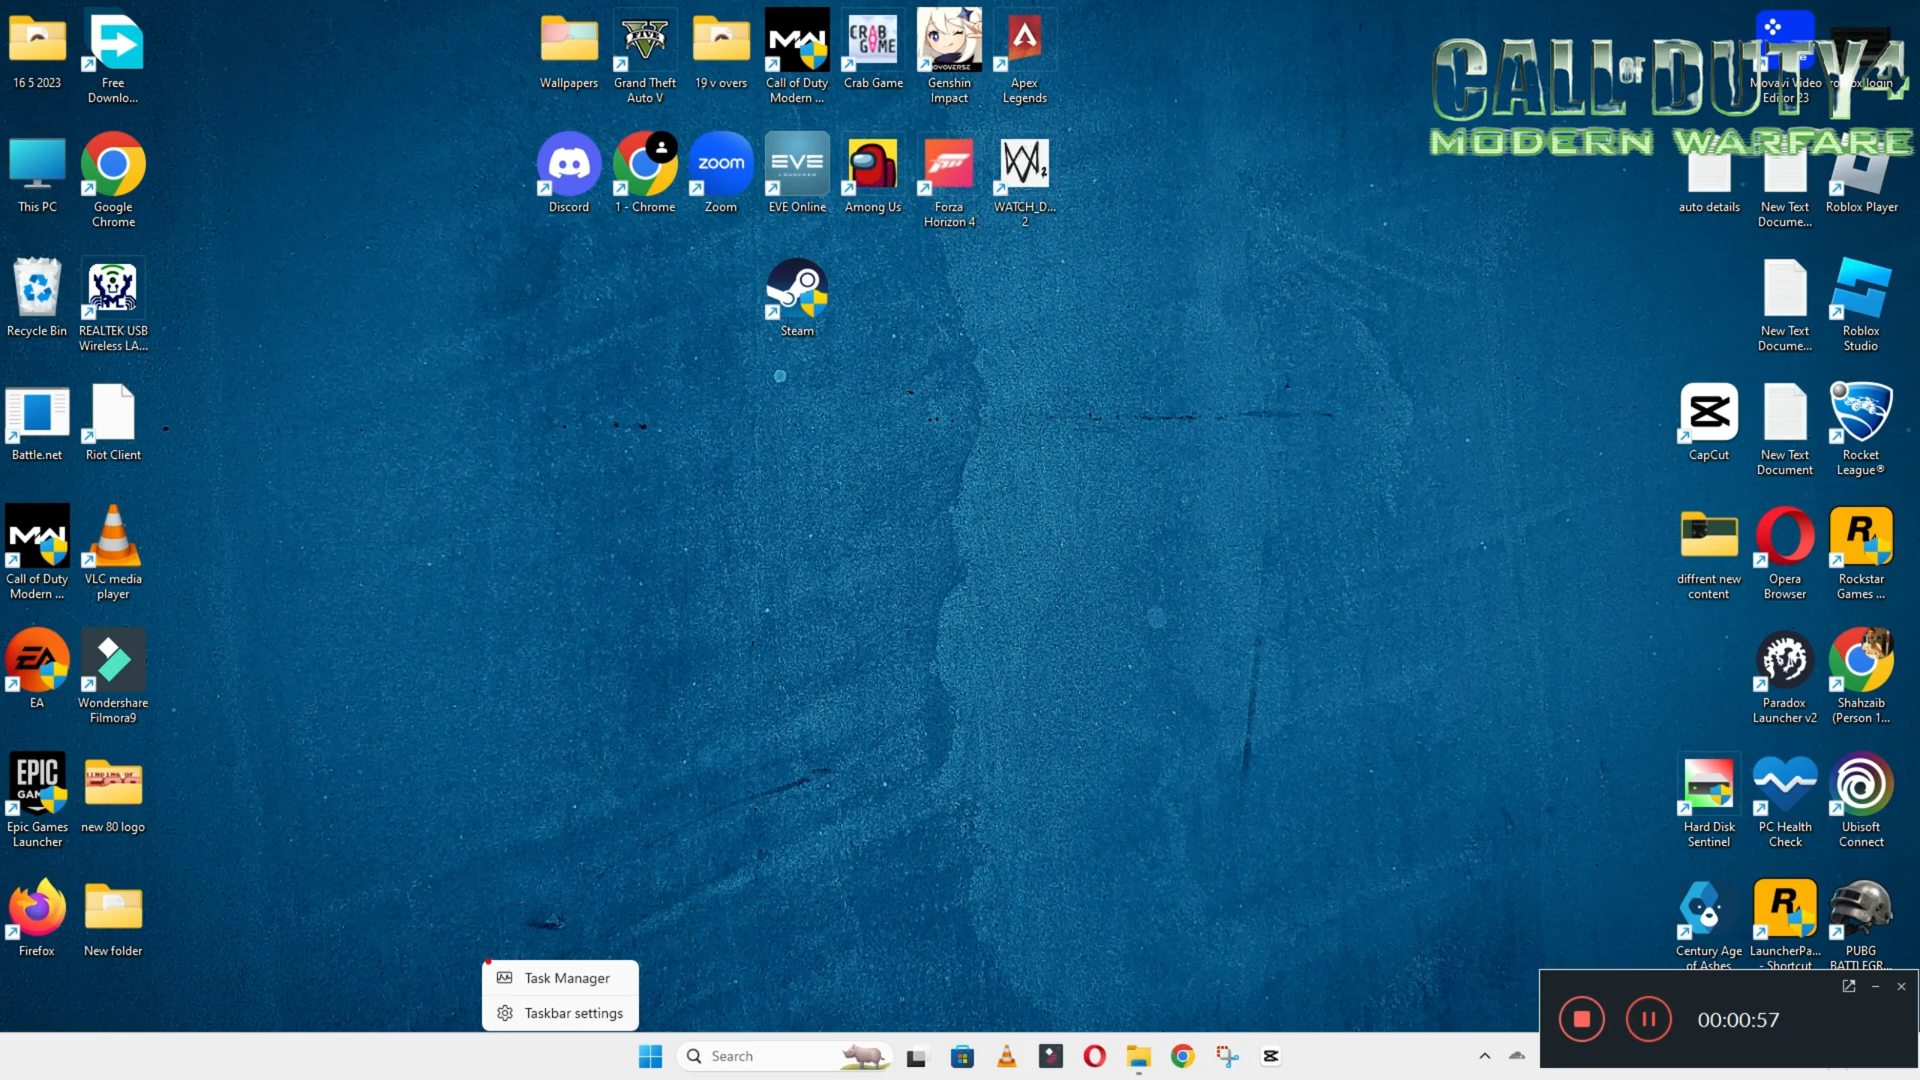 16 5 2023
Free
Downlo...
Wallpapers
Grand Theft
Auto V
19 v overs
Call of Duty
Modern ...
CRAB
GAME
Crab Game
Genshin
Impact
Apex
Legends
CALL OF DUTY 4
MODERN WARFARE
Movavi Video
Editor 23
This PC
Google
Chrome
Discord
1 - Chrome
zoom
Zoom
EVE
EVE Online
Among Us
Forza
Horizon 4
WATCH_D...
2
auto details
New Text
Docume...
Roblox Player
Recycle Bin
REALTEK USB
Wireless LA...
Steam
New Text
Docume...
Roblox
Studio
Battle.net
Riot Client
CapCut
New Text
Document
Rocket
League®
MW
Call of Duty
Modern ...
VLC media
player
diffrent new
content
Opera
Browser
Rockstar
Games ...
EA
EA
Wondershare
Filmora9
Paradox
Launcher v2
Shahzaib
(Person 1...
EPIC
Epic Games
Launcher
new 80 logo
Hard Disk
Sentinel
PC Health
Check
Ubisoft
Connect
Firefox
New folder
Century Age
of Ashes
LauncherPa...
- Shortcut
PUBG
BATTLEGR...
Task Manager
Taskbar settings
00:00:57
Search